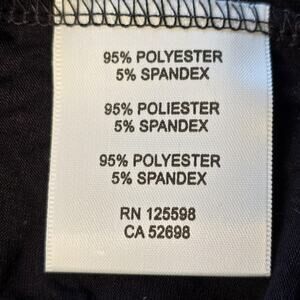 95% POLYESTER
5% SPANDEX
95% POLIESTER
5% SPANDEX
95% POLYESTER
5% SPANDEX
RN 125598
CA 52698